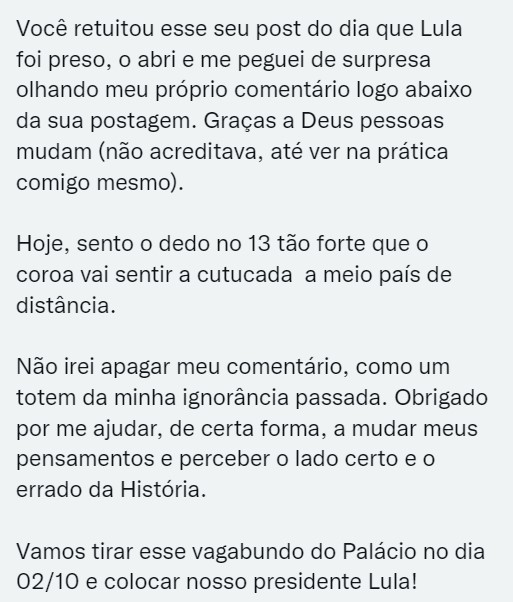 Você retuitou esse seu post do dia que Lula
foi preso, o abri e me peguei de surpresa
olhando meu próprio comentário logo abaixo
da sua postagem. Graças a Deus pessoas
mudam (não acreditava, até ver na prática
comigo mesmo).
Hoje, sento o dedo no 13 tão forte que o
coroa vai sentir a cutucada  a meio país de
distância.
Não irei apagar meu comentário, como um
totem da minha ignorância passada. Obrigado
por me ajudar, de certa forma, a mudar meus
pensamentos e perceber o lado certo e o
errado da História.
Vamos tirar esse vagabundo do Palácio no dia
02/10 e colocar nosso presidente Lula!